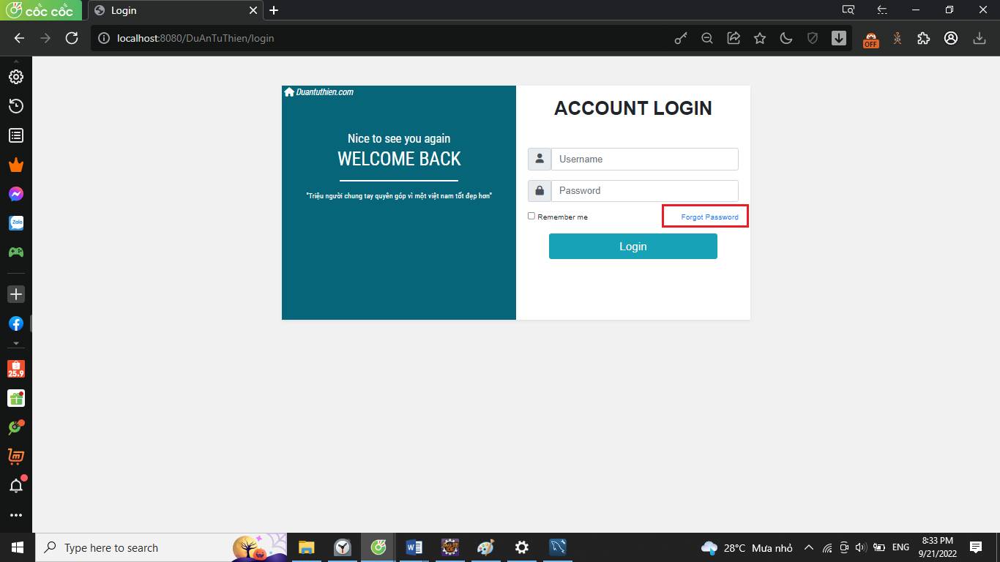 cốc cốc
Login
localhost:8080/DuAnTuThien/login
OFF
Duantuthien.com
Nice to see you again
WELCOME BACK
"Triệu người chung tay quyên góp vì một việt nam tốt đẹp hơn"
ACCOUNT LOGIN
Username
Password
Remember me
Forgot Password
Login
Zalo
25.9
Type here to search
28°C Mưa nhỏ
ENG
8:33 PM
9/21/2022